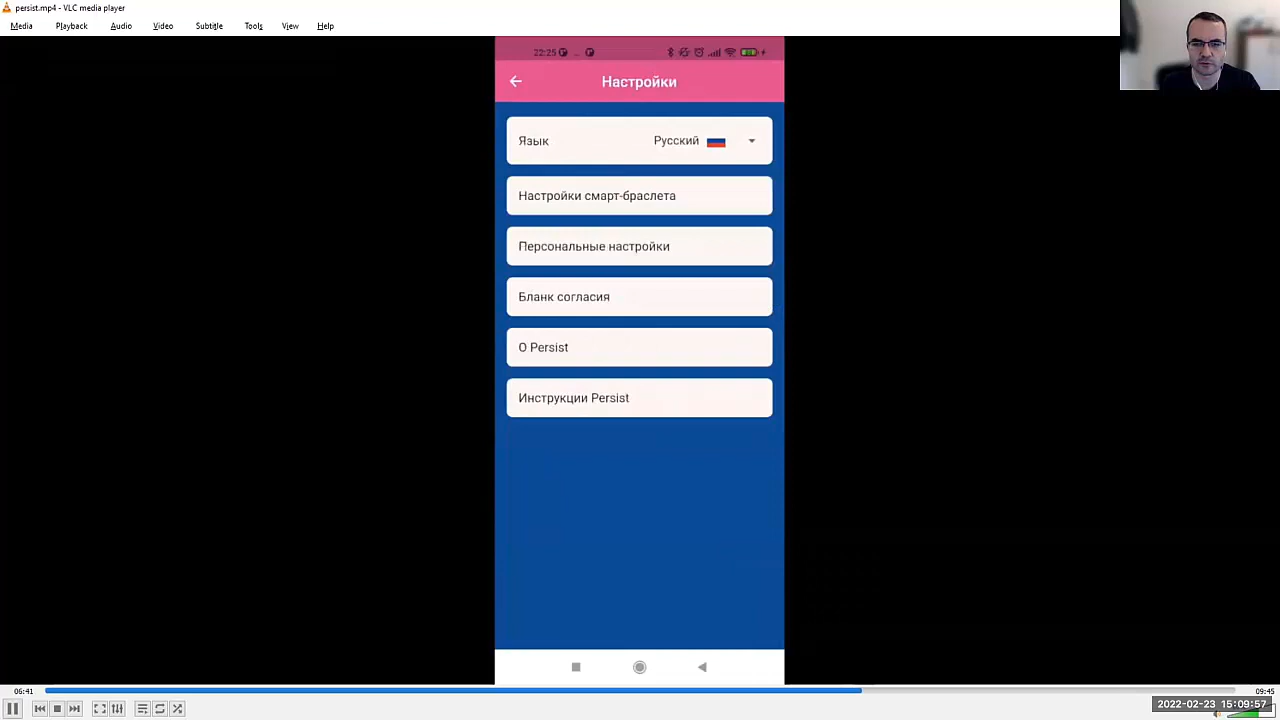 persist.mp4 - VLC media player
Media Playback Audio Video Subtitle Tools View Help
22:25
Настройки
Язык Русский
Настройки смарт-браслета
Персональные настройки
Бланк согласия
О Persist
Инструкции Persist
06:41 09:45
2022-02-23 15:09:57